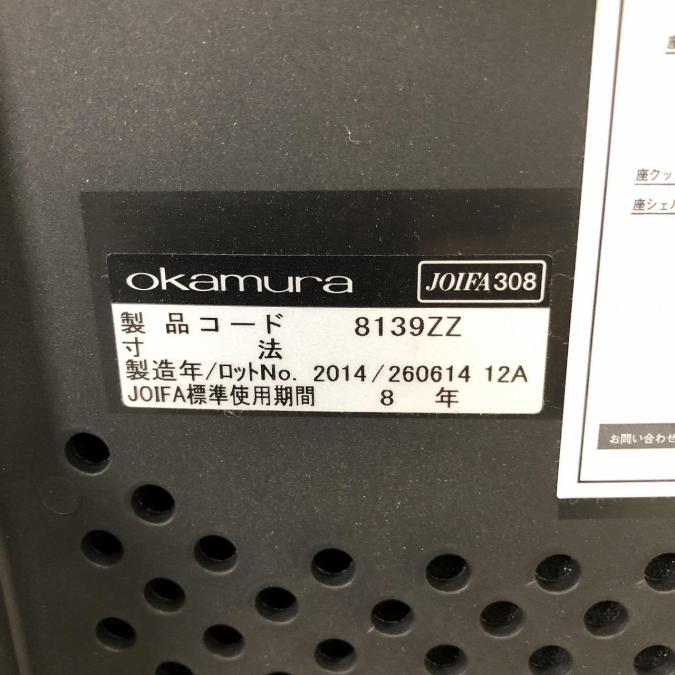 okamura JOIFA308
製品コード 8139ZZ
寸法
製造年/ロットNo. 2014/260614 12A
JOIFA標準使用期間 8 年
座クッ
座シェル
お問い合わせ